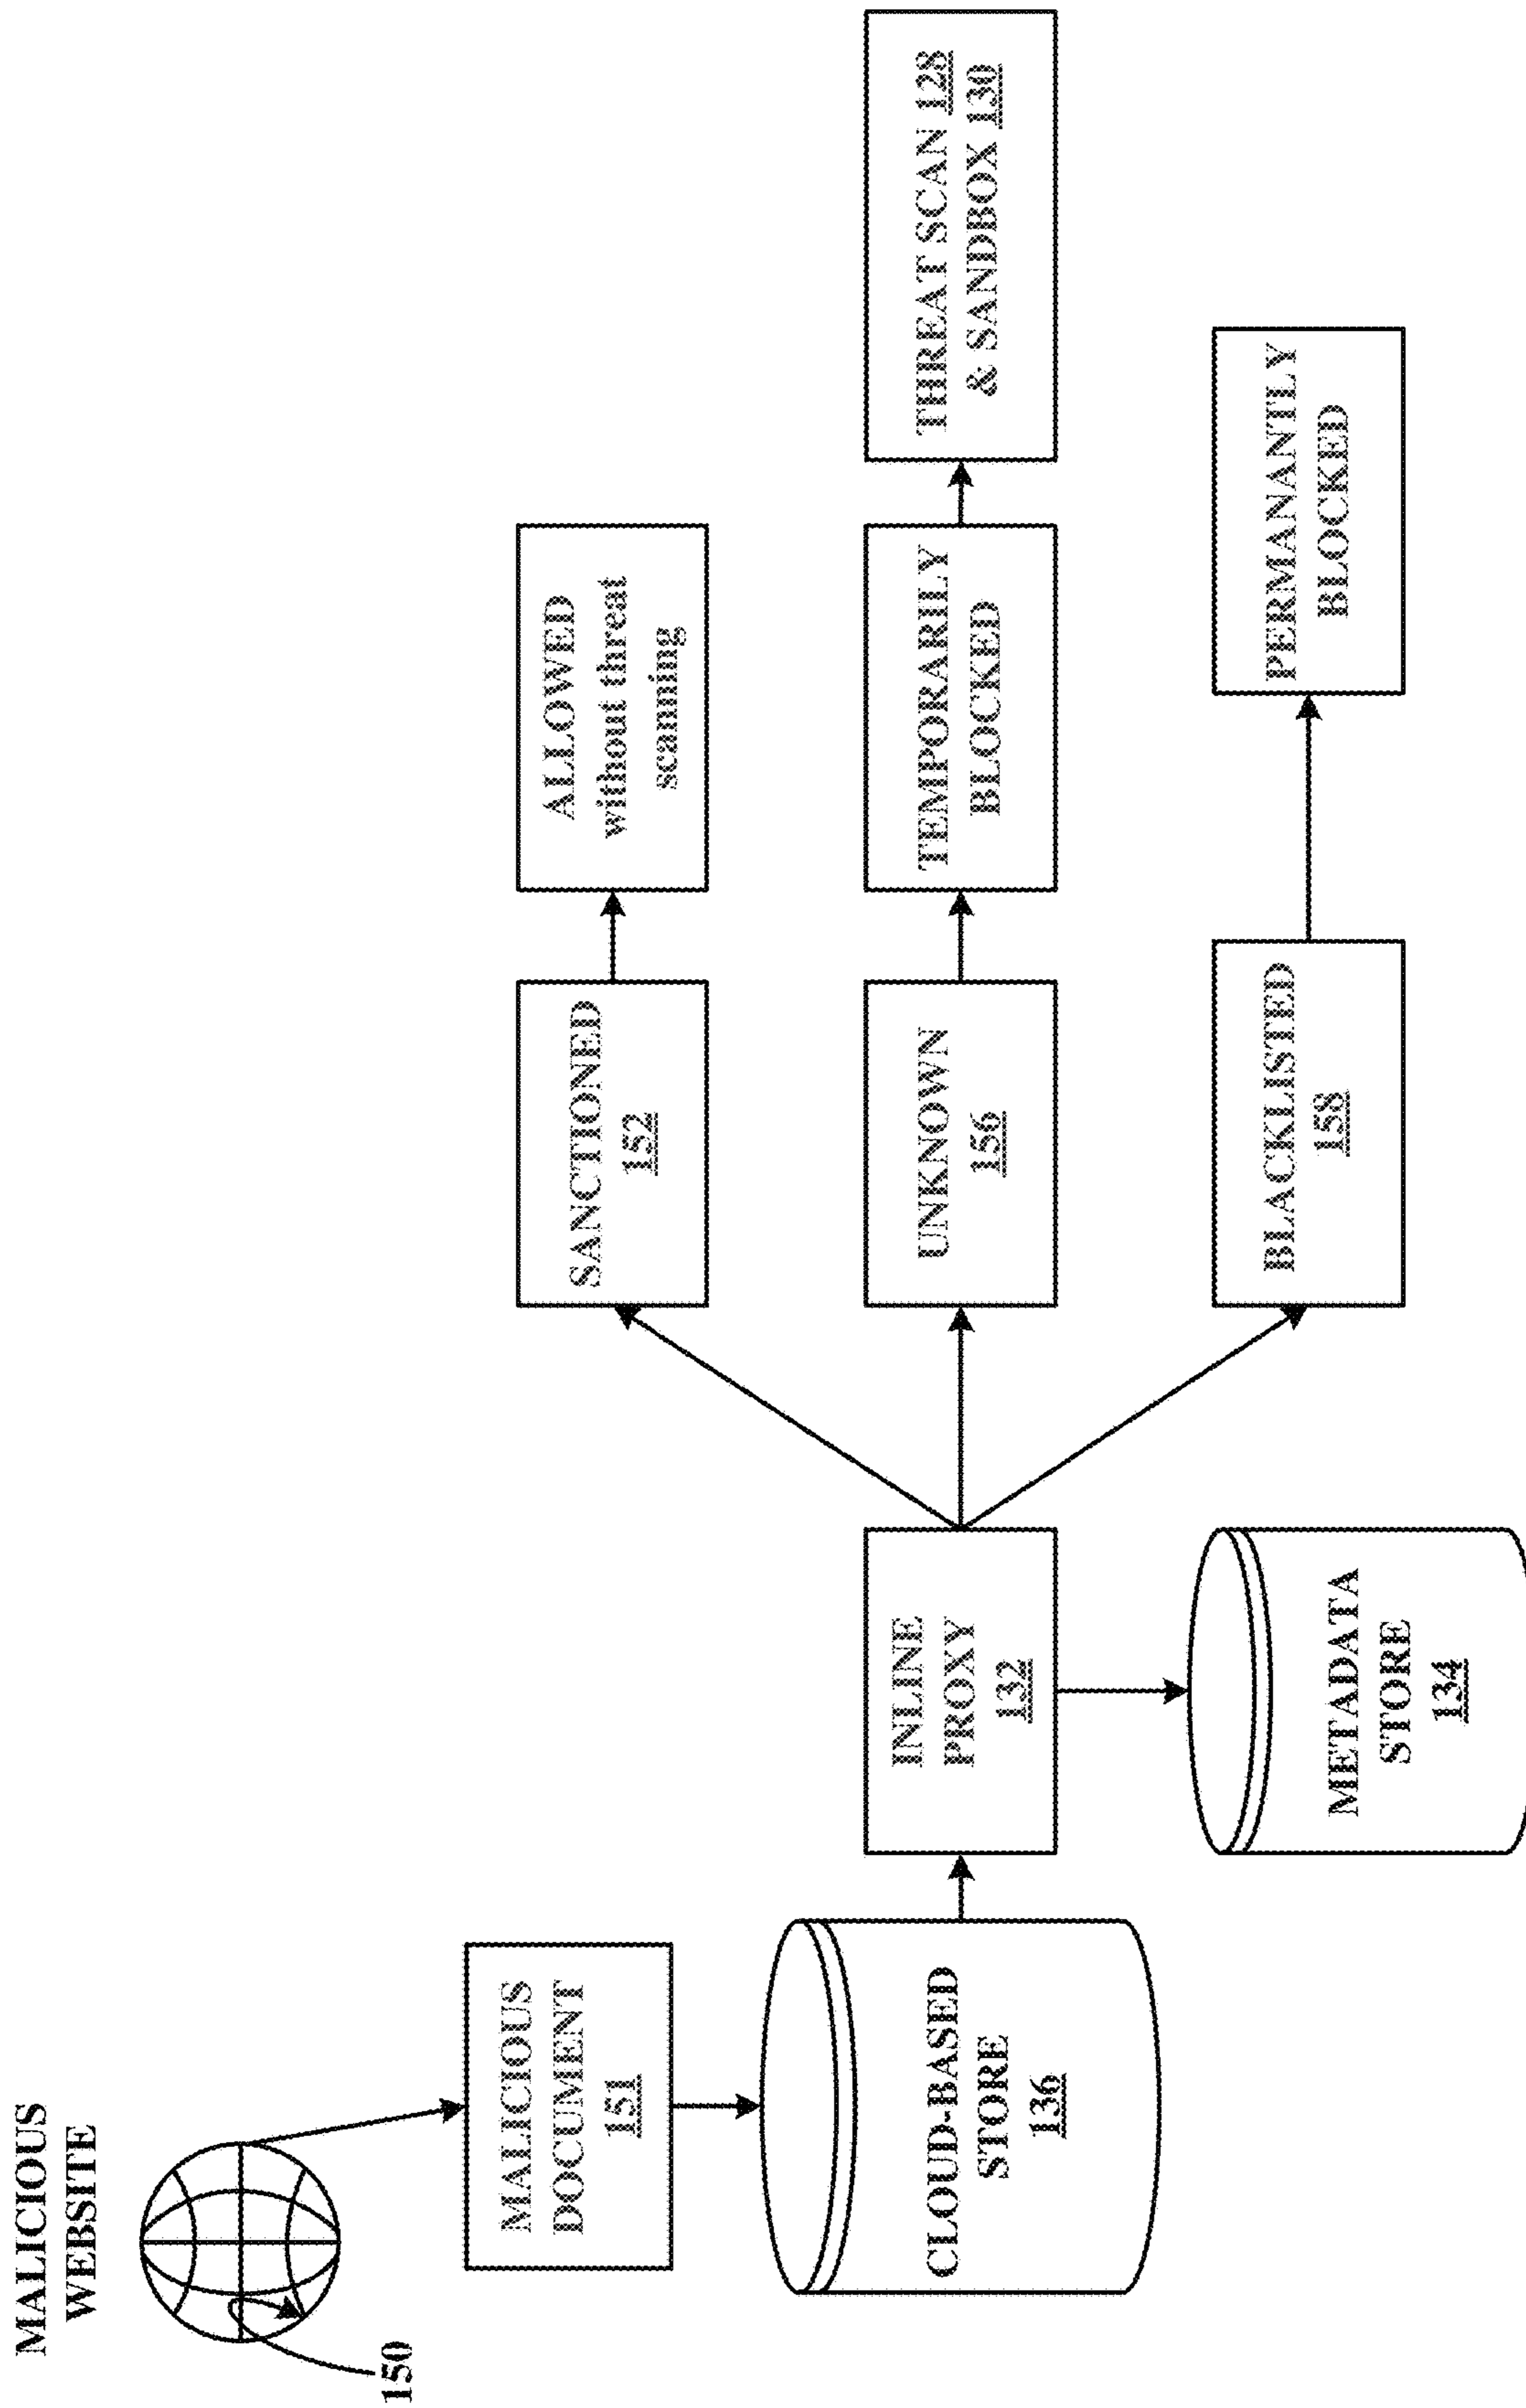 MALICIOUS
WEBSITE
150
MALICIOUS
DOCUMENT
151
CLOUD-BASED
STORE
136
INLINE
PROXY
132
METADATA
STORE
134
SANCTIONED
152
ALLOWED
without threat
scanning
UNKNOWN
156
TEMPORARILY
BLOCKED
THREAT SCAN 128
& SANDBOX 130
BLACKLISTED
158
PERMANANTLY
BLOCKED